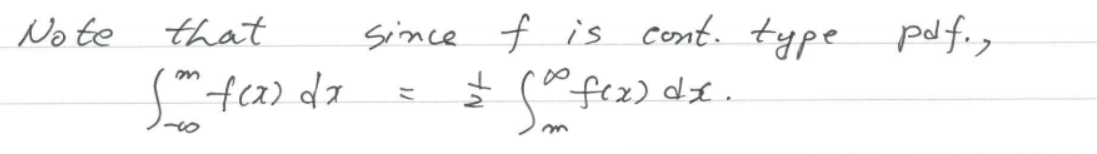 Note that since f is cont. type pdf.,
∫_{-∞}^{m} f(x) dx = 1/2 ∫_{m}^{∞} f(x) dx.